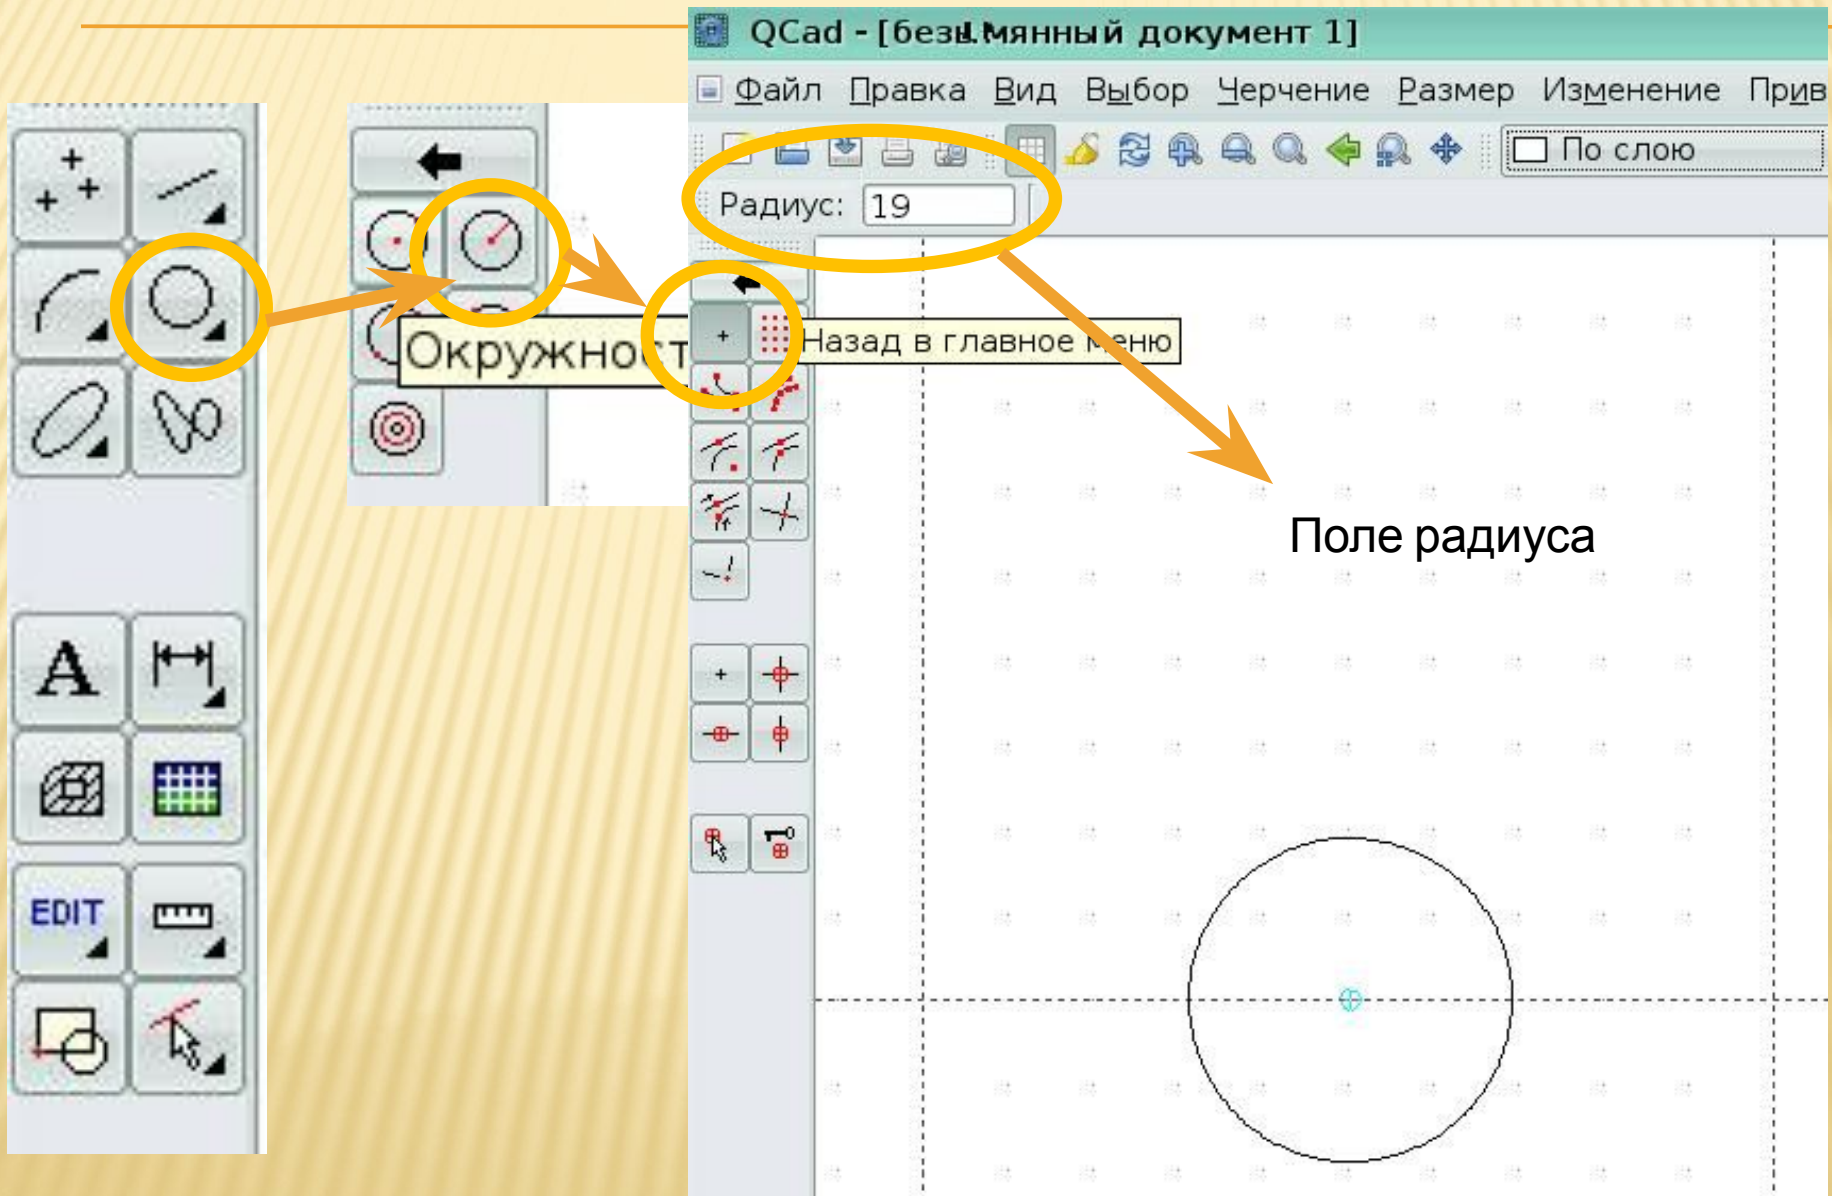 QCad - [безымянный документ 1]
Файл Правка Вид Выбор Черчение Размер Изменение Прив
По слою
Радиус: 19
Окружност
Назад в главное меню
Поле радиуса
A
EDIT